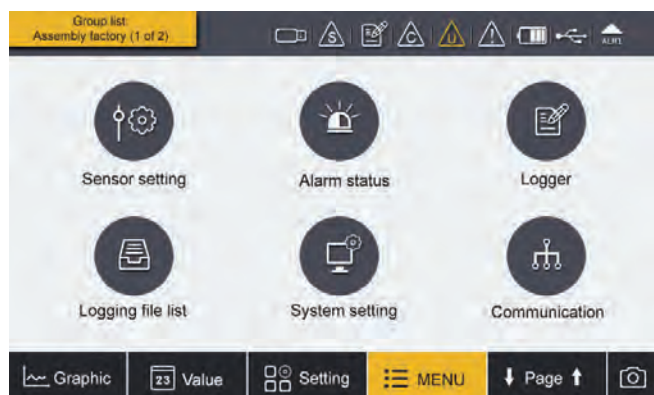 Group list:
Assembly factory (1 of 2)
S
C
U
!
ALM1
Sensor setting
Alarm status
Logger
Logging file list
System setting
Communication
Graphic
23 Value
Setting
MENU
Page